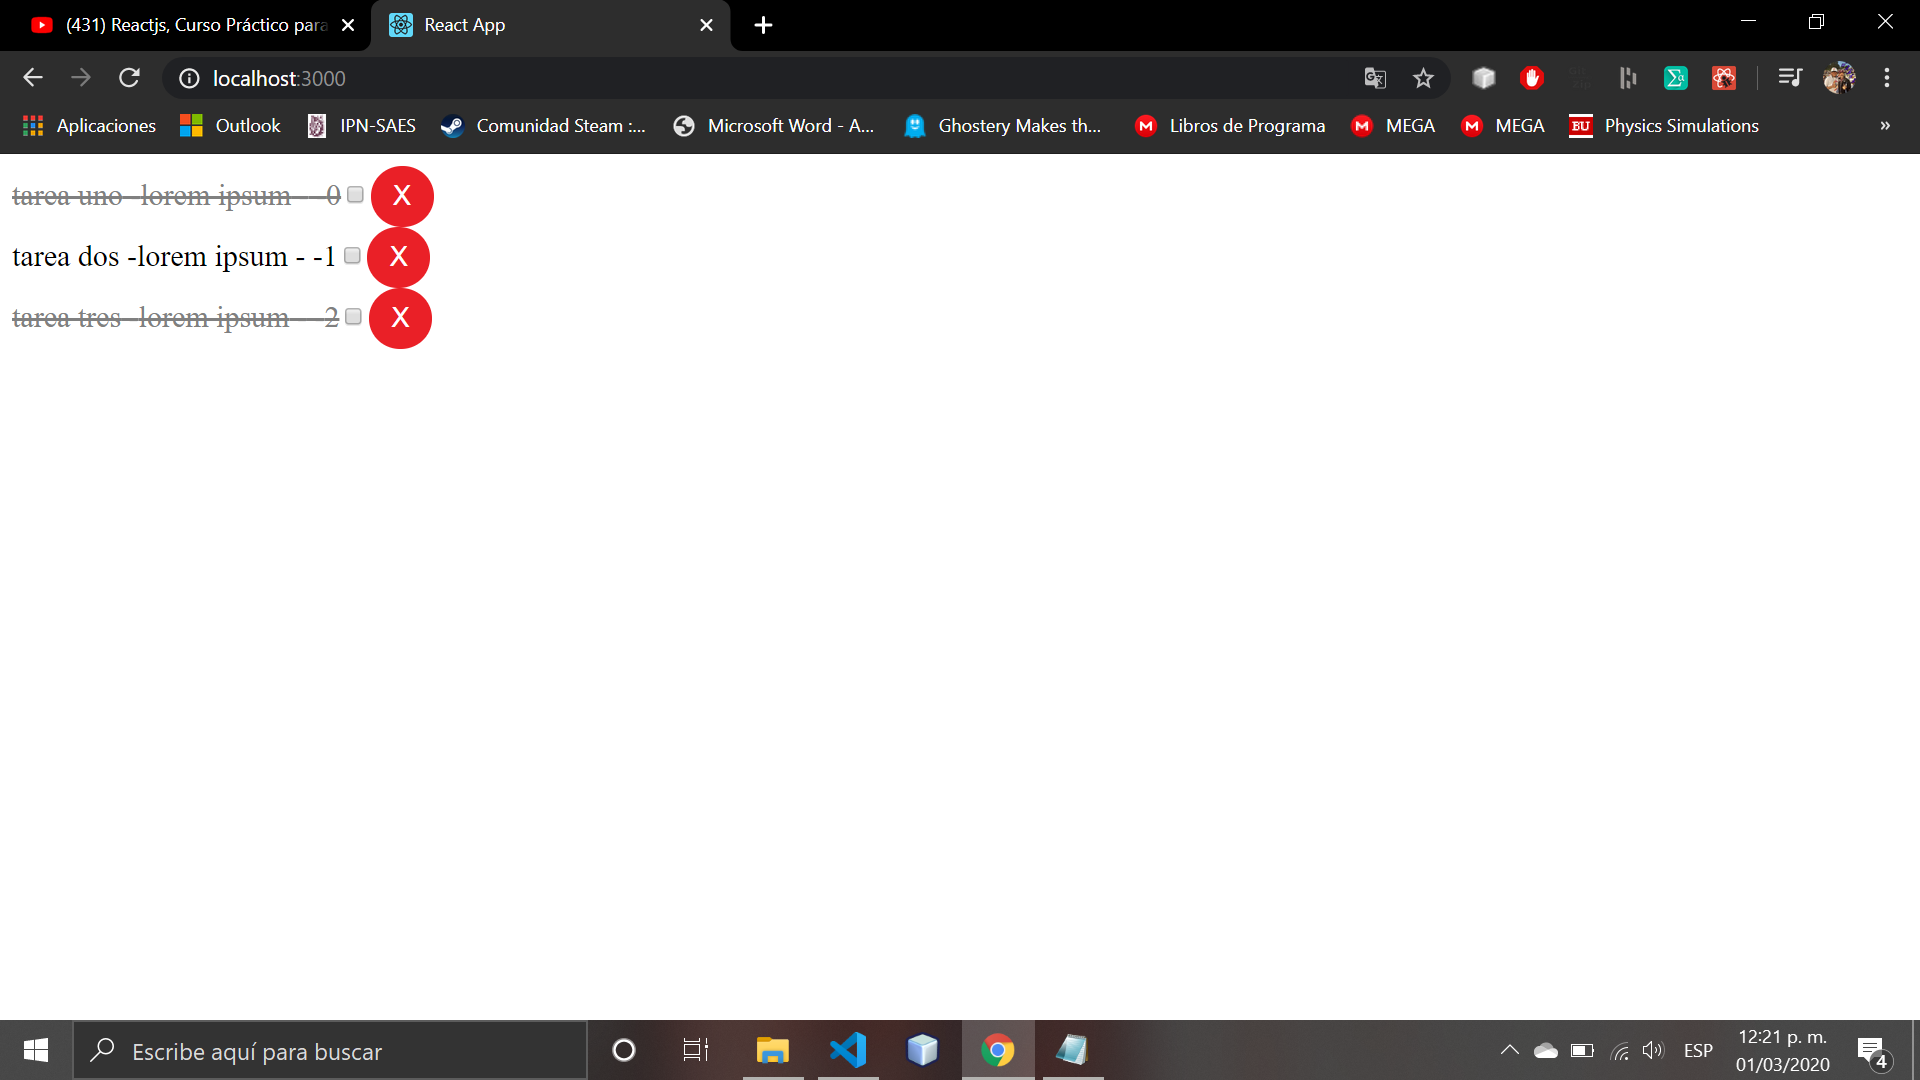 (431) Reactjs, Curso Práctico para
React App
localhost:3000
Aplicaciones
Outlook
IPN-SAES
Comunidad Steam :...
Microsoft Word - A...
Ghostery Makes th...
Libros de Programa
MEGA
MEGA
BU Physics Simulations
»
tarea uno -lorem ipsum - -0 X
tarea dos -lorem ipsum - -1 X
tarea tres -lorem ipsum - -2 X
Escribe aquí para buscar
ESP
12:21 p. m.
01/03/2020
4